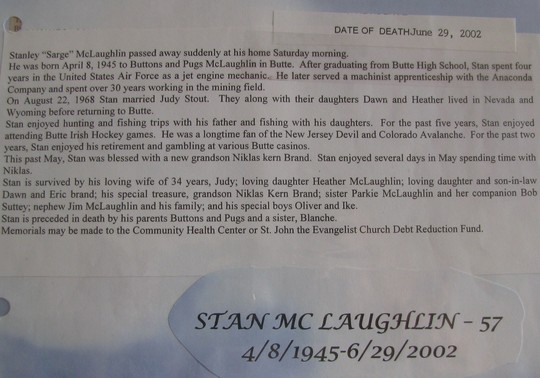 DATE OF DEATHJune 29, 2002
Stanley "Sarge" McLaughlin passed away suddenly at his home Saturday morning.
He was born April 8, 1945 to Buttons and Pugs McLaughlin in Butte. After graduating from Butte High School, Stan spent four
years in the United States Air Force as a jet engine mechanic. He later served a machinist apprenticeship with the Anaconda
Company and spent over 30 years working in the mining field.
On August 22, 1968 Stan married Judy Stout. They along with their daughters Dawn and Heather lived in Nevada and
Wyoming before returning to Butte.
Stan enjoyed hunting and fishing trips with his father and fishing with his daughters. For the past five years, Stan enjoyed
attending Butte Irish Hockey games. He was a longtime fan of the New Jersey Devil and Colorado Avalanche. For the past two
years, Stan enjoyed his retirement and gambling at various Butte casinos.
This past May, Stan was blessed with a new grandson Niklas kern Brand. Stan enjoyed several days in May spending time with
Niklas.
Stan is survived by his loving wife of 34 years, Judy; loving daughter Heather McLaughlin; loving daughter and son-in-law
Dawn and Eric brand; his special treasure, grandson Niklas Kern Brand; sister Parkie McLaughlin and her companion Bob
Suttey; nephew Jim McLaughlin and his family; and his special boys Oliver and Ike.
Stan is preceded in death by his parents Buttons and Pugs and a sister, Blanche.
Memorials may be made to the Community Health Center or St. John the Evangelist Church Debt Reduction Fund.
STAN MC LAUGHLIN - 57
4/8/1945-6/29/2002